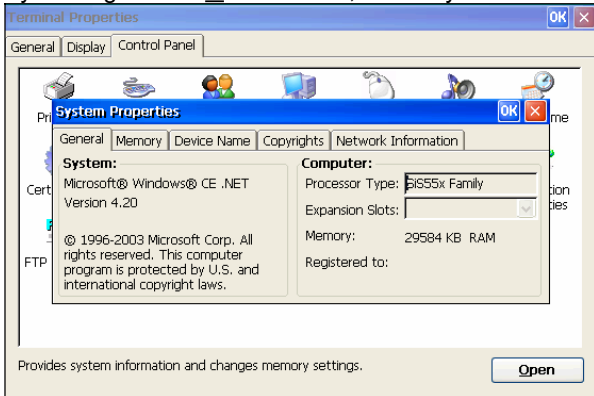 Terminal Properties OK
General Display Control Panel
Pri
me
System Properties OK
General Memory Device Name Copyrights Network Information
System:
Microsoft® Windows® CE .NET
Version 4.20
© 1996-2003 Microsoft Corp. All
rights reserved. This computer
program is protected by U.S. and
international copyright laws.
Computer:
Processor Type: SiS55x Family
Expansion Slots:
Memory: 29584 KB RAM
Registered to:
Cert
tion
ties
FTP
Provides system information and changes memory settings.
Open